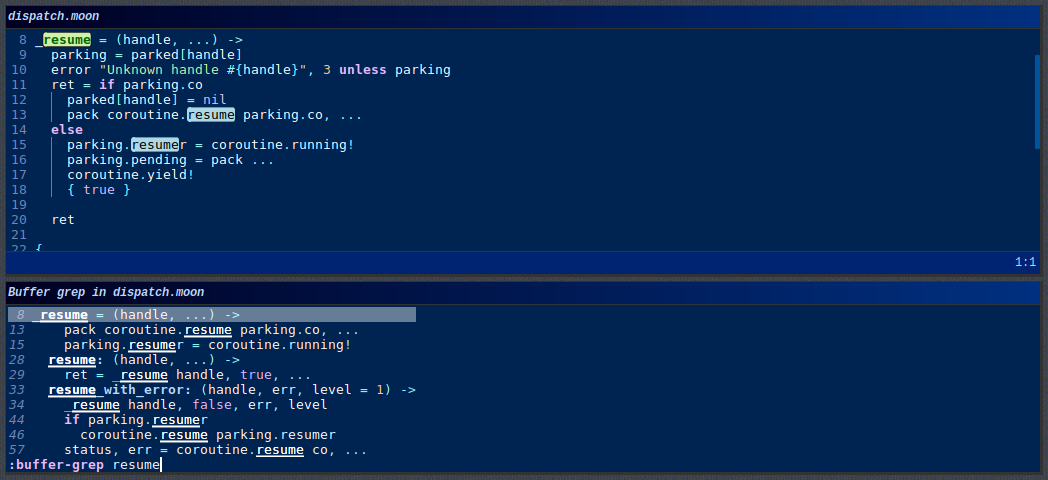 dispatch.moon
8 _resume = (handle, ...) ->
9 parking = parked[handle]
10 error "Unknown handle #{handle}", 3 unless parking
11 ret = if parking.co
12 parked[handle] = nil
13 pack coroutine.resume parking.co, ...
14 else
15 parking.resumer = coroutine.running!
16 parking.pending = pack ...
17 coroutine.yield!
18 { true }
19
20 ret
21
22 {
1:1
Buffer grep in dispatch.moon
8 _resume = (handle, ...) ->
13 pack coroutine.resume parking.co, ...
15 parking.resumer = coroutine.running!
28 resume: (handle, ...) ->
29 ret = _resume handle, true, ...
33 resume_with_error: (handle, err, level = 1) ->
34 _resume handle, false, err, level
44 if parking.resumer
46 coroutine.resume parking.resumer
57 status, err = coroutine.resume co, ...
:buffer-grep resume